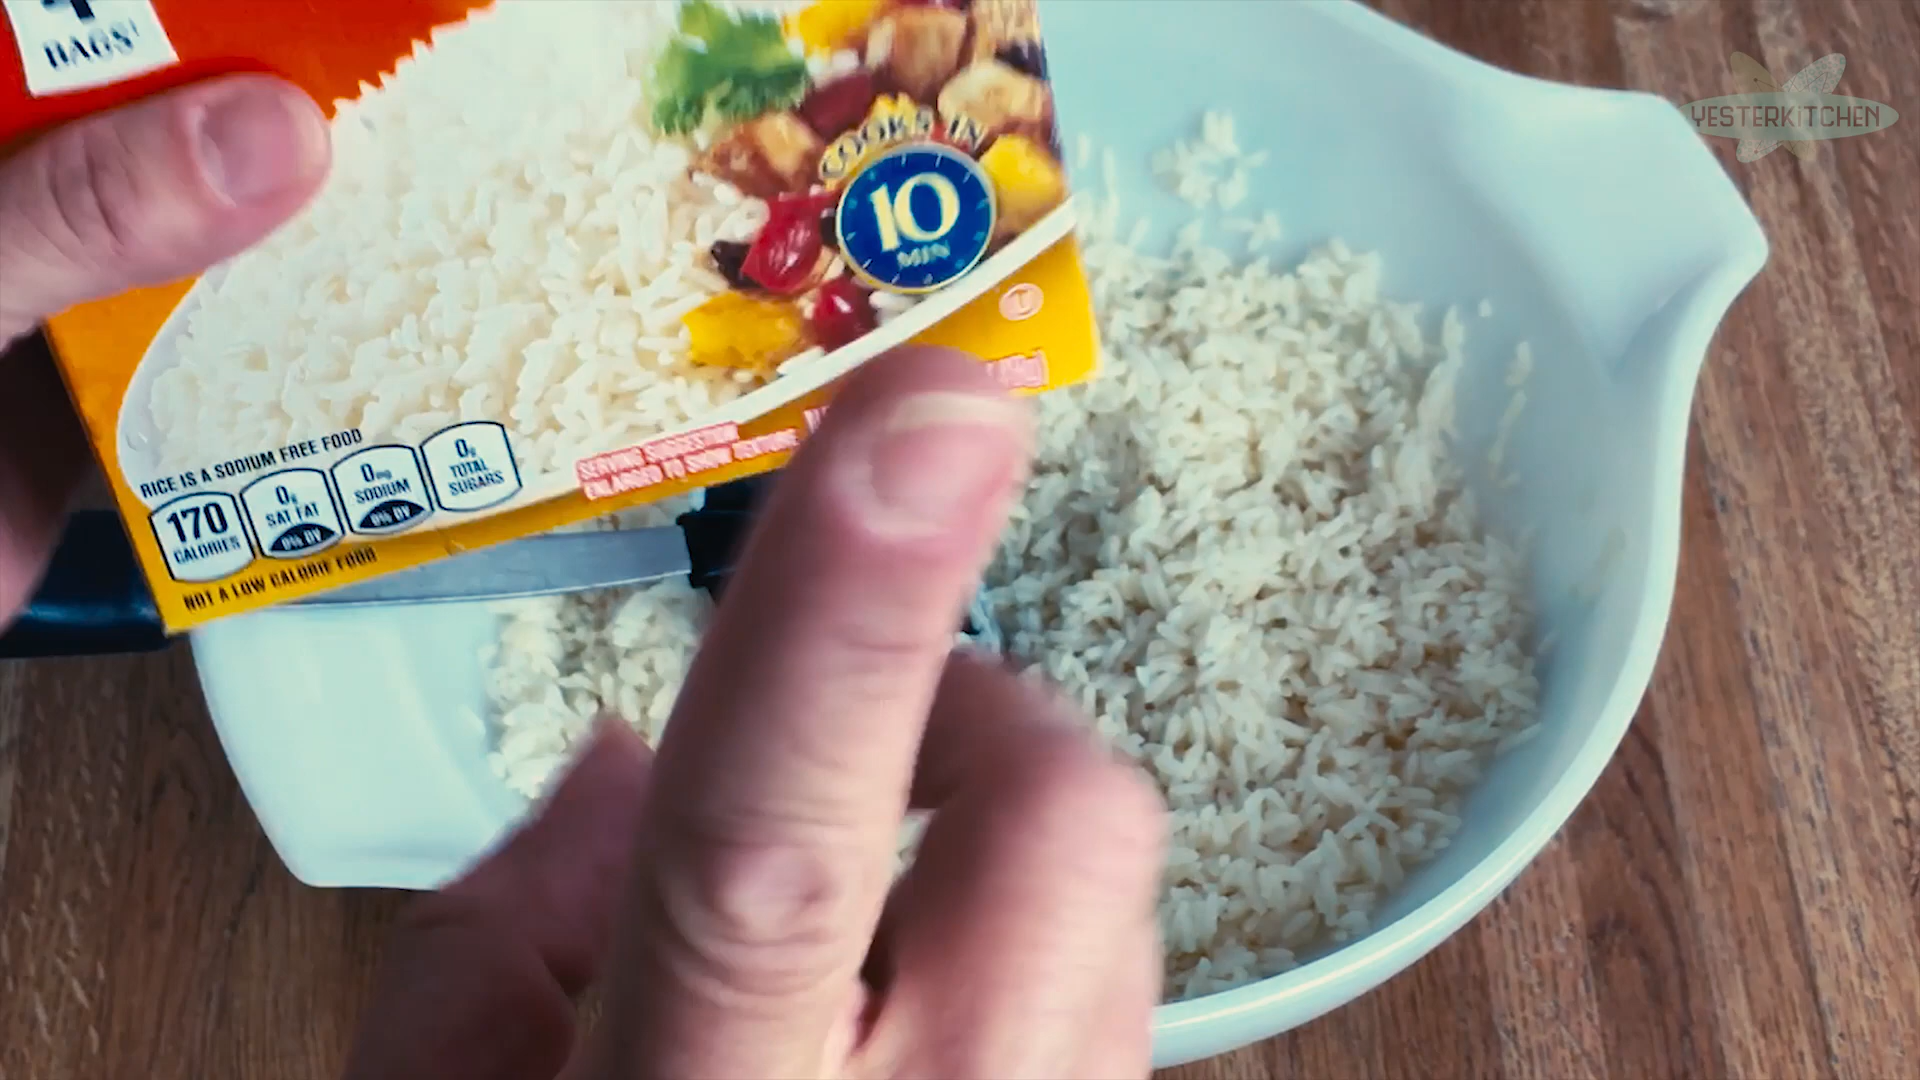 BAGS!
YESTERKITCHEN
COOKS IN
10
MIN
U
RICE IS A SODIUM FREE FOOD
170
CALORIES
0g
SAT FAT
0% DV
0mg
SODIUM
0% DV
0g
TOTAL
SUGARS
SERVING SUGGESTION
ENLARGED TO SHOW TEXTURE
NOT A LOW CALORIE FOOD